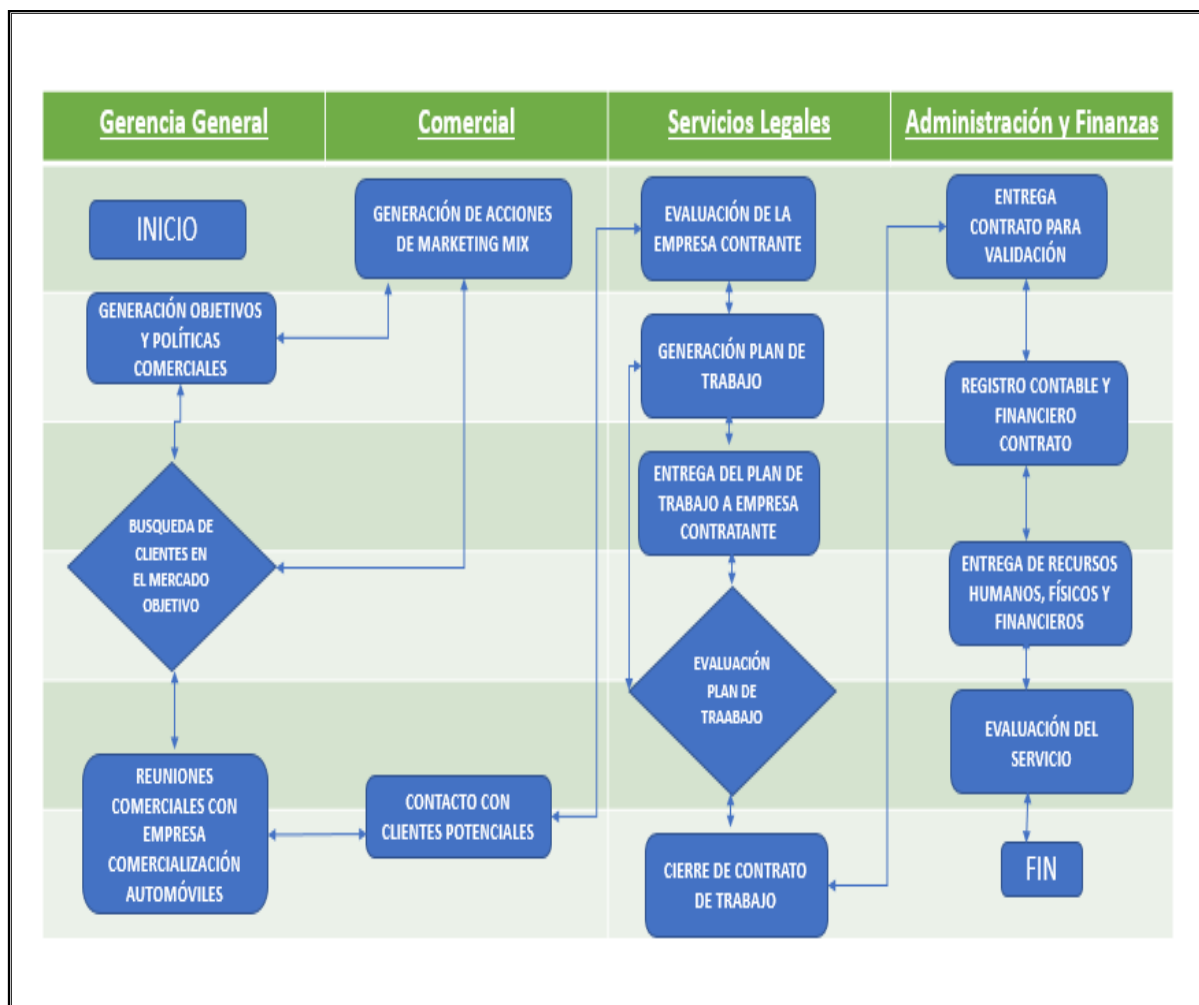 Gerencia General
Comercial
Servicios Legales
Administración y Finanzas
INICIO
GENERACIÓN OBJETIVOS
Y POLÍTICAS
COMERCIALES
BUSQUEDA DE
CLIENTES EN
EL MERCADO
OBJETIVO
REUNIONES
COMERCIALES CON
EMPRESA
COMERCIALIZACIÓN
AUTOMÓVILES
GENERACIÓN DE ACCIONES
DE MARKETING MIX
CONTACTO CON
CLIENTES POTENCIALES
EVALUACIÓN DE LA
EMPRESA CONTRANTE
GENERACIÓN PLAN DE
TRABAJO
ENTREGA DEL PLAN DE
TRABAJO A EMPRESA
CONTRATANTE
EVALUACIÓN
PLAN DE
TRAABAJO
CIERRE DE CONTRATO
DE TRABAJO
ENTREGA
CONTRATO PARA
VALIDACIÓN
REGISTRO CONTABLE Y
FINANCIERO
CONTRATO
ENTREGA DE RECURSOS
HUMANOS, FÍSICOS Y
FINANCIEROS
EVALUACIÓN DEL
SERVICIO
FIN